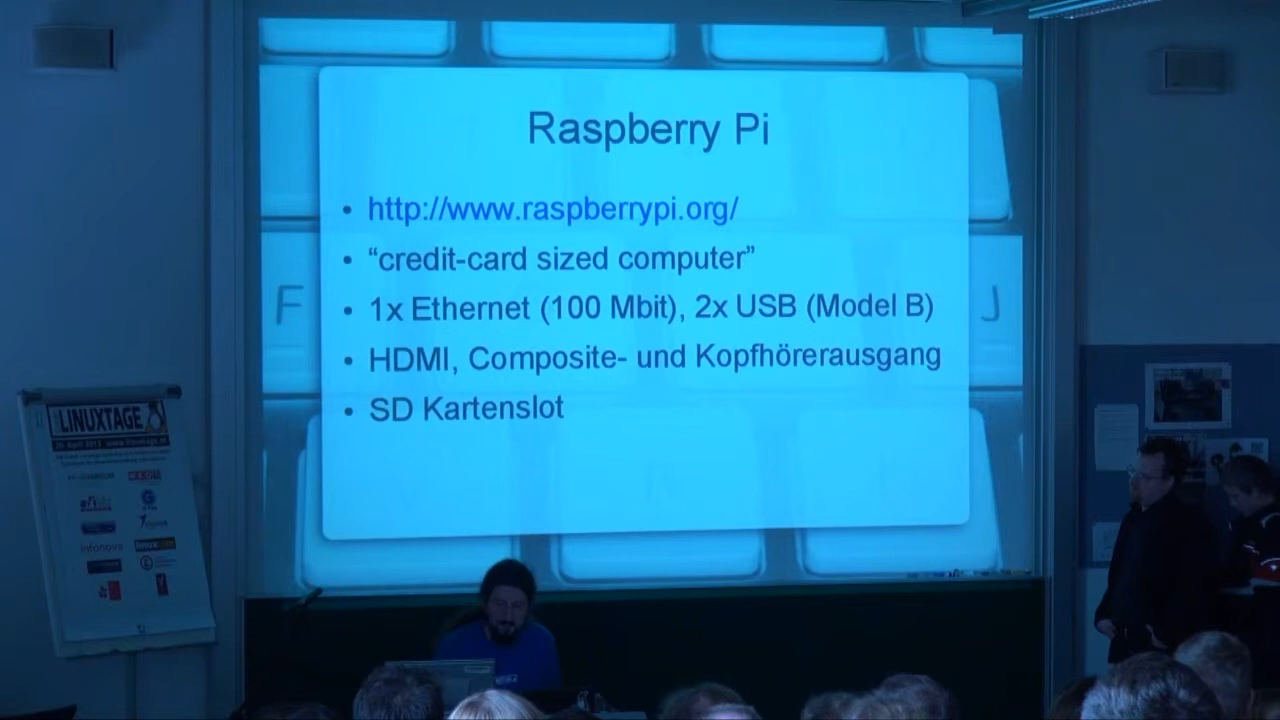 Raspberry Pi
• http://www.raspberrypi.org/
• “credit-card sized computer”
• 1x Ethernet (100 Mbit), 2x USB (Model B)
• HDMI, Composite- und Kopfhörerausgang
• SD Kartenslot
F
J
LINUXTAGE
infonova